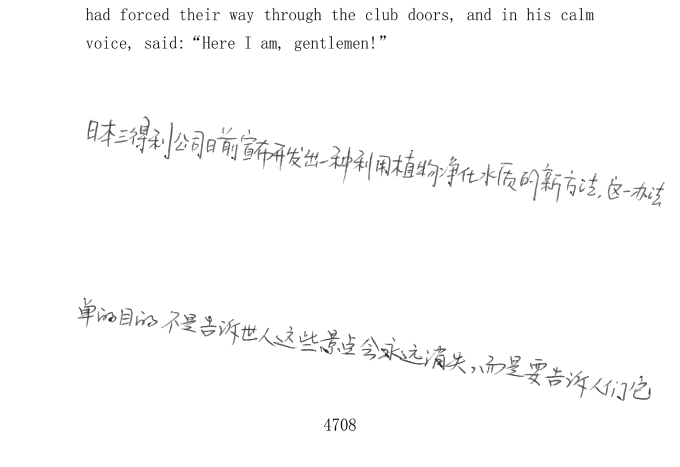 had forced their way through the club doors, and in his calm
voice, said: “Here I am, gentlemen!”
日本三得利公司日前宣布开发出一种利用植物净化水质的新方法,这一办法
单的目的不是告诉世人这些景点会永远消失,而是要告诉人们它
4708